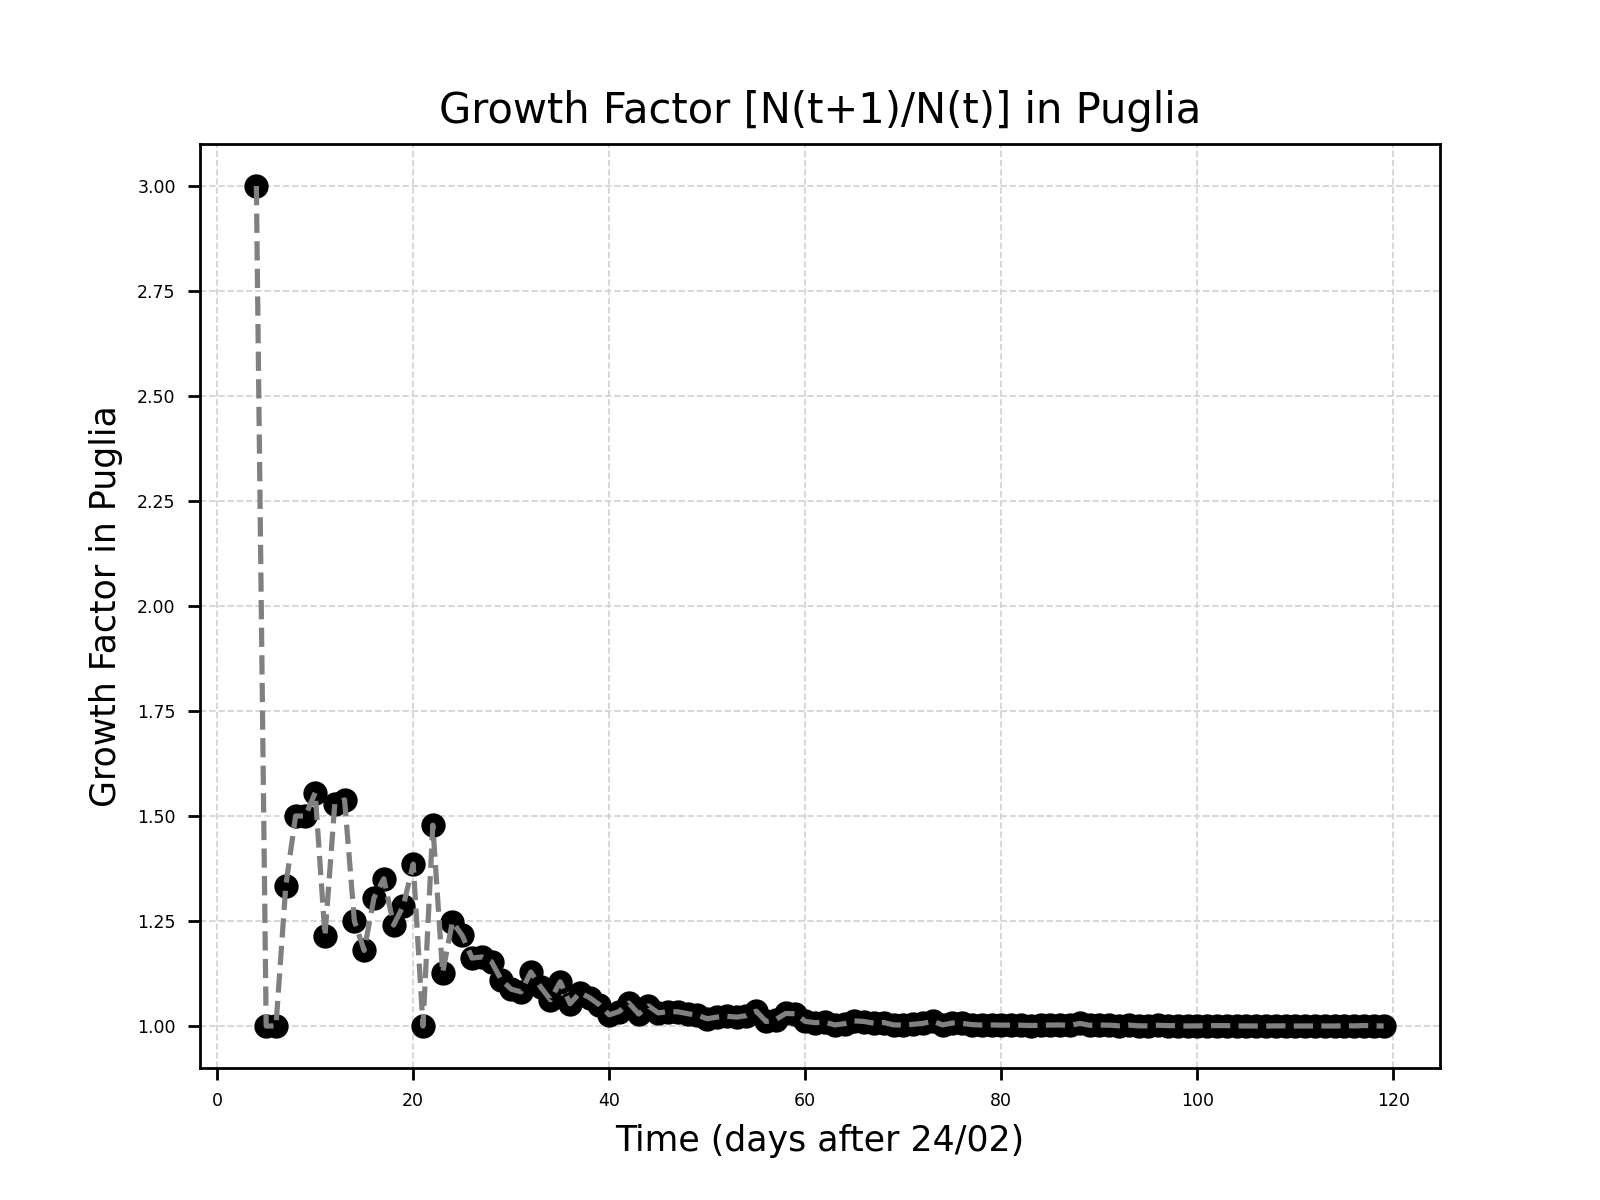 Growth Factor [N(t+1)/N(t)] in Puglia
Growth Factor in Puglia
3.00
2.75
2.50
2.25
2.00
1.75
1.50
1.25
1.00
0 20 40 60 80 100 120
Time (days after 24/02)